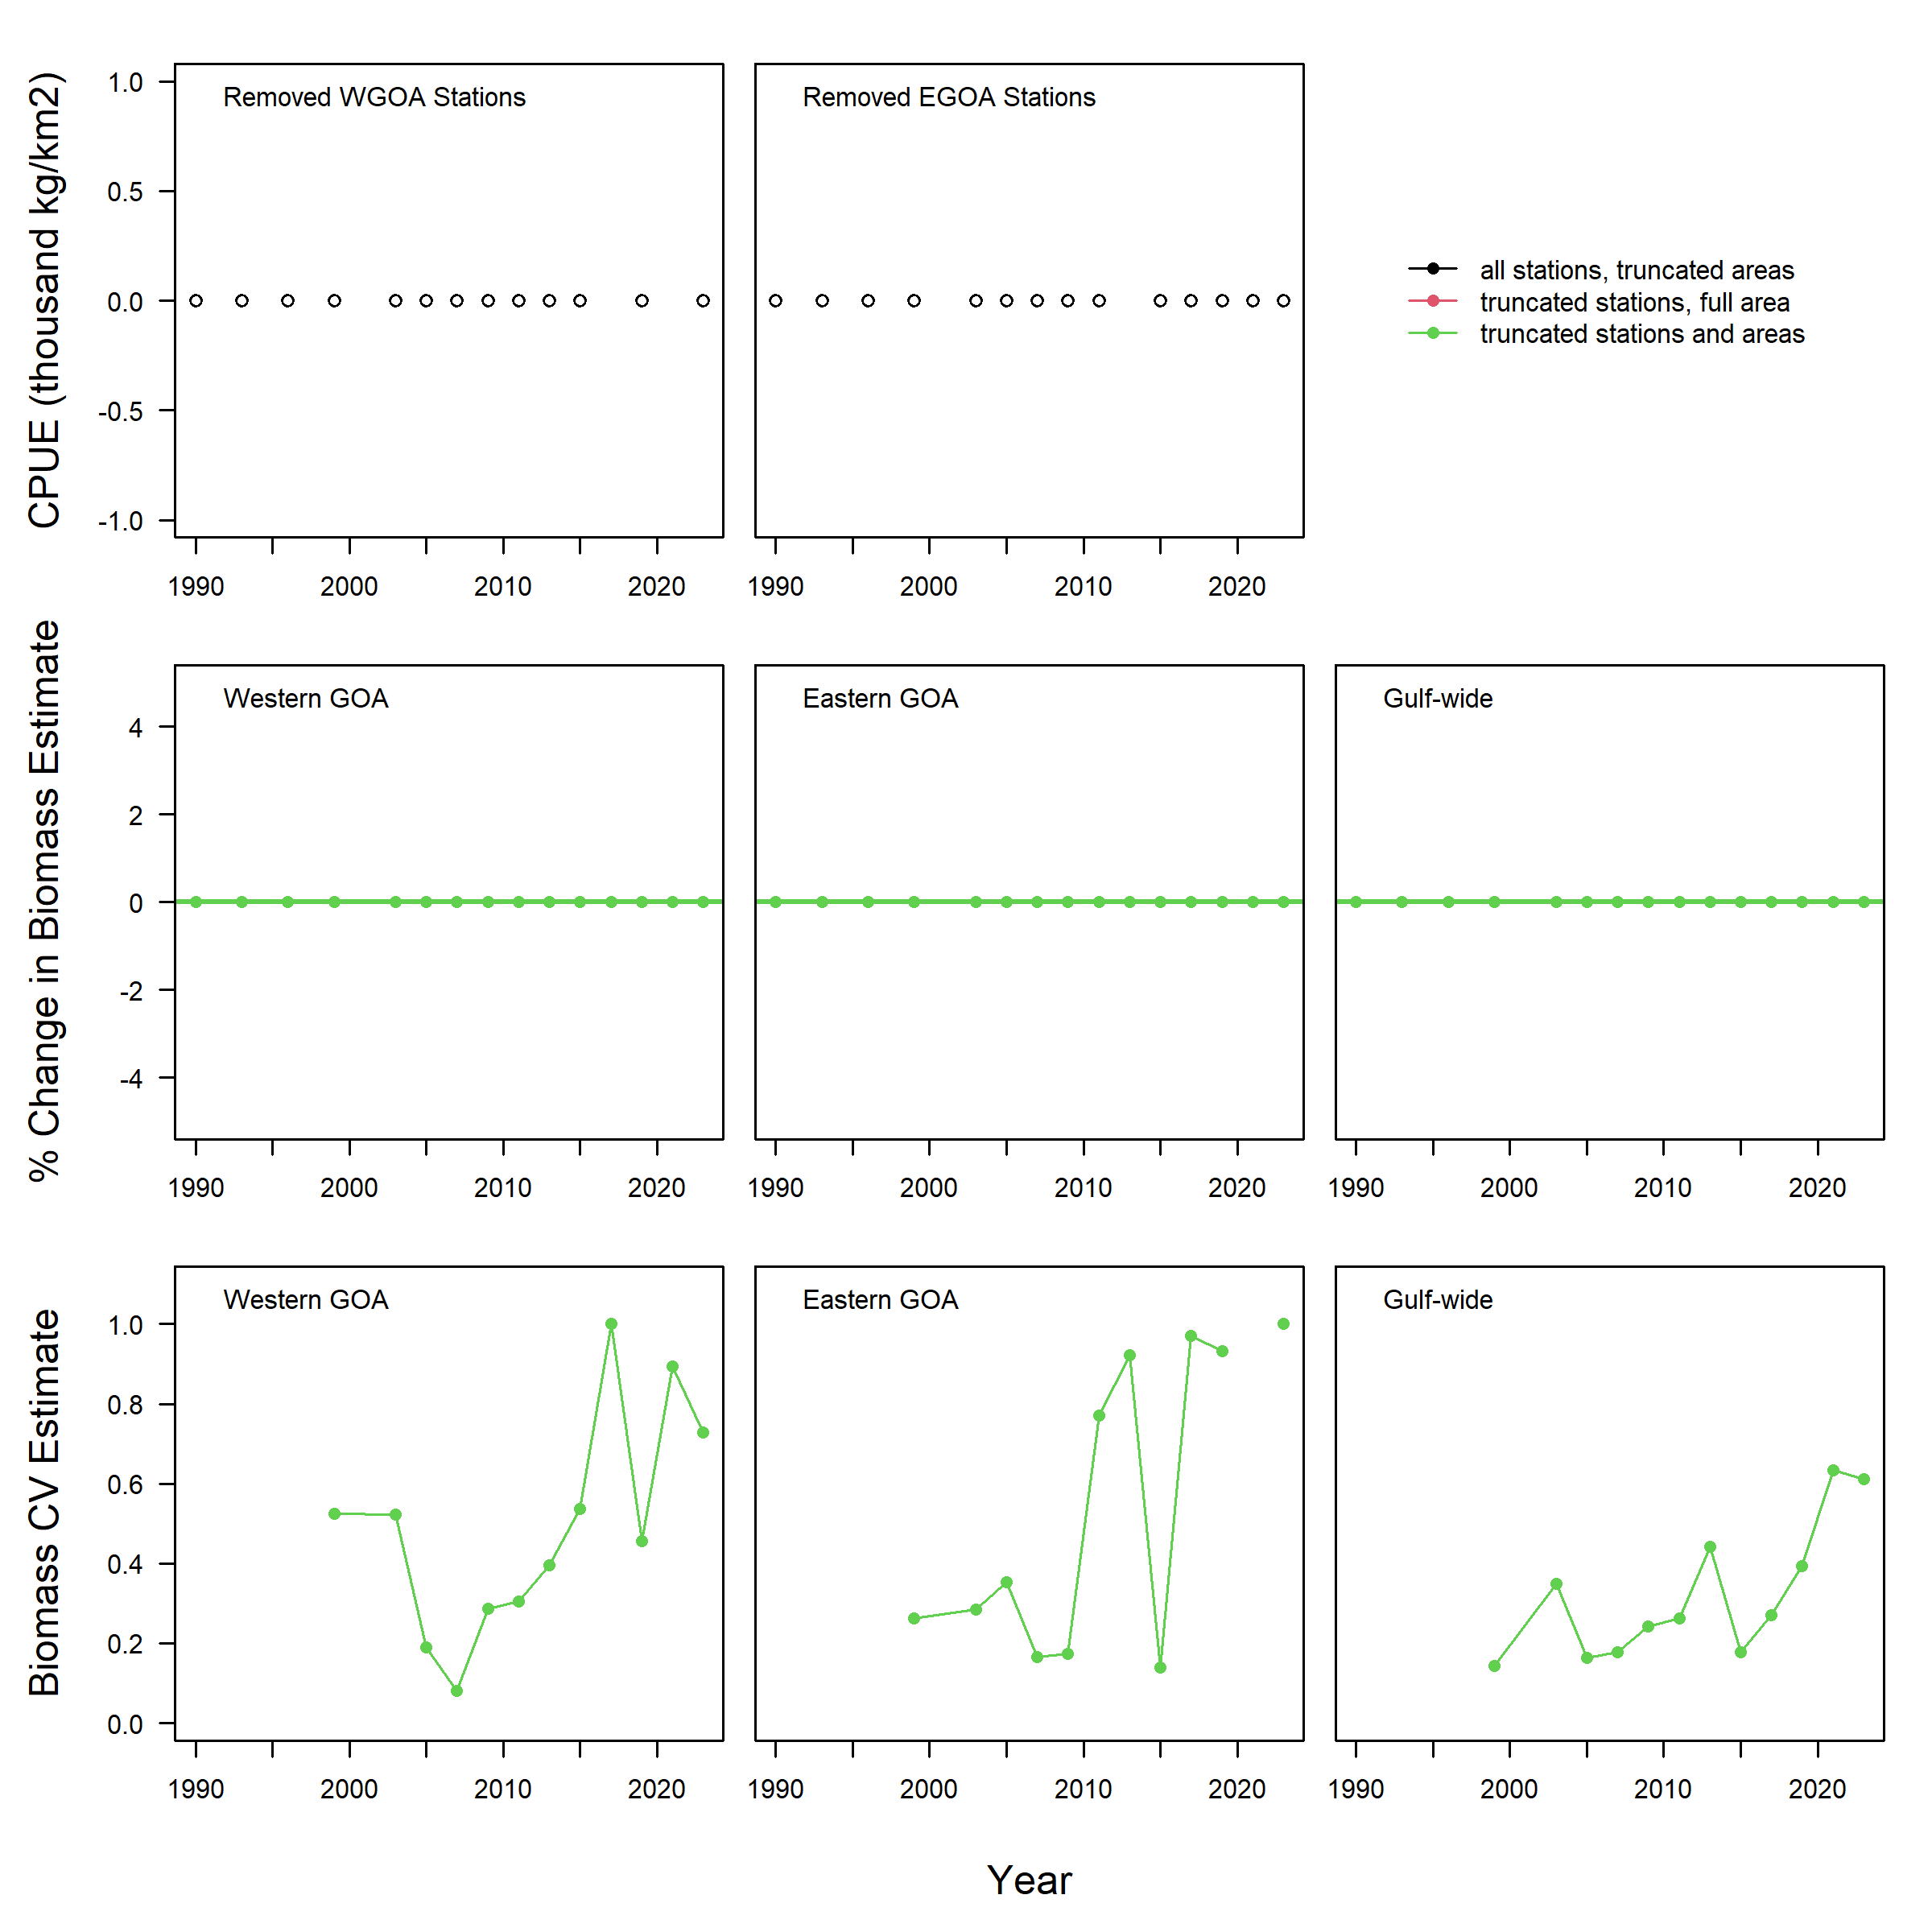 CPUE (thousand kg/km2)
1.0
0.5
0.0
-0.5
-1.0
Removed WGOA Stations
1990 2000 2010 2020
Removed EGOA Stations
1990 2000 2010 2020
all stations, truncated areas
truncated stations, full area
truncated stations and areas
% Change in Biomass Estimate
4
2
0
-2
-4
Western GOA
1990 2000 2010 2020
Eastern GOA
1990 2000 2010 2020
Gulf-wide
1990 2000 2010 2020
Biomass CV Estimate
1.0
0.8
0.6
0.4
0.2
0.0
Western GOA
1990 2000 2010 2020
Eastern GOA
1990 2000 2010 2020
Gulf-wide
1990 2000 2010 2020
Year